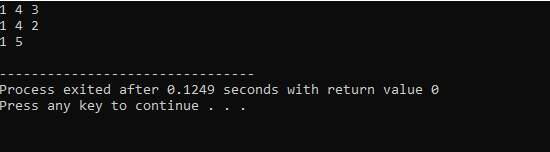 1 4 3
1 4 2
1 5
--------------------------------
Process exited after 0.1249 seconds with return value 0
Press any key to continue . . .